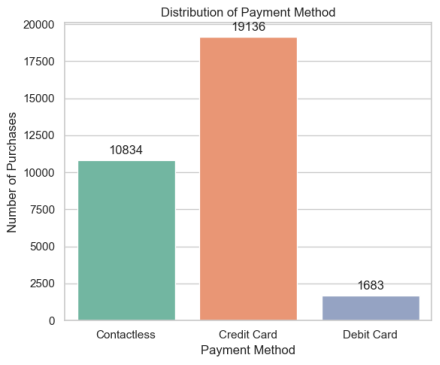 Distribution of Payment Method
20000
17500
15000
12500
10000
7500
5000
2500
0
Number of Purchases
10834
19136
1683
Contactless
Credit Card
Debit Card
Payment Method